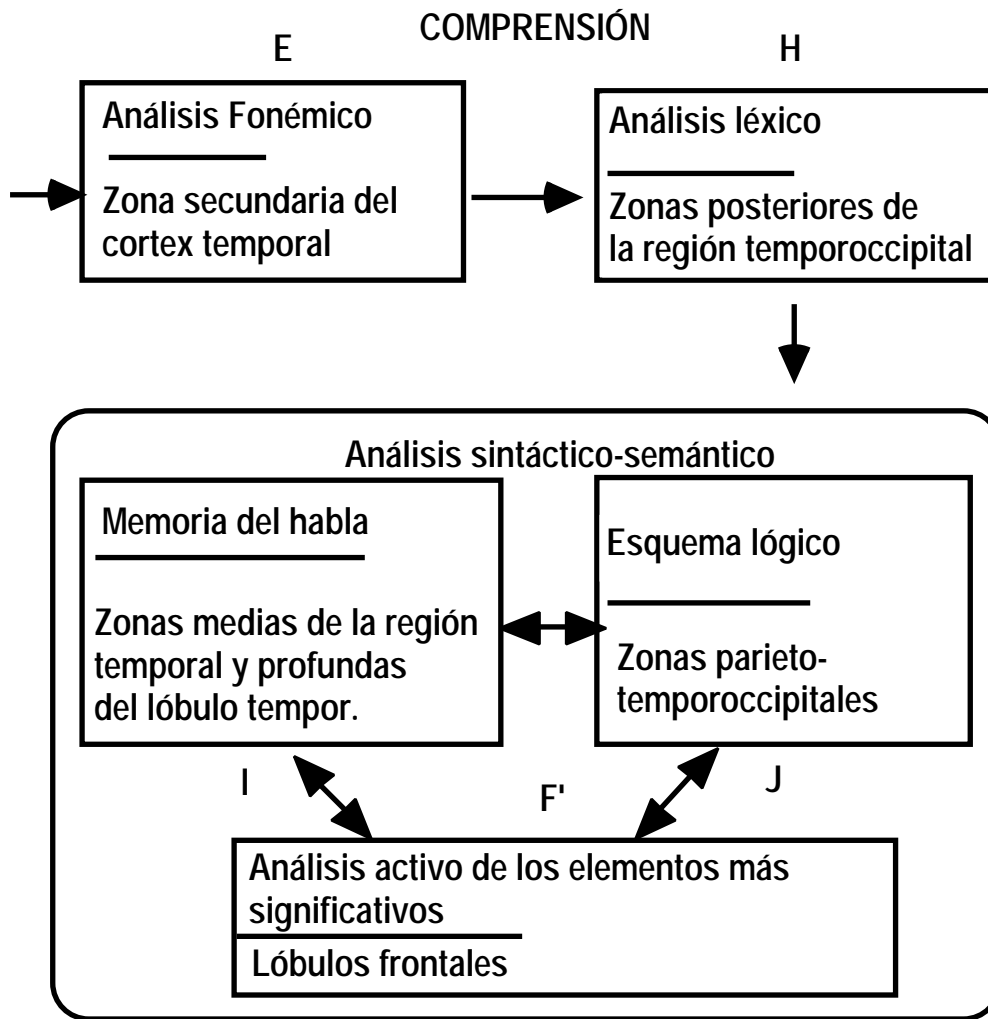 COMPRENSIÓN
E
H
Análisis Fonémico
Zona secundaria del
cortex temporal
Análisis léxico
Zonas posteriores de
la región temporoccipital
Análisis sintáctico-semántico
Memoria del habla
Zonas medias de la región
temporal y profundas
del lóbulo tempor.
Esquema lógico
Zonas parieto-
temporoccipitales
I
F'
J
Análisis activo de los elementos más
significativos
Lóbulos frontales